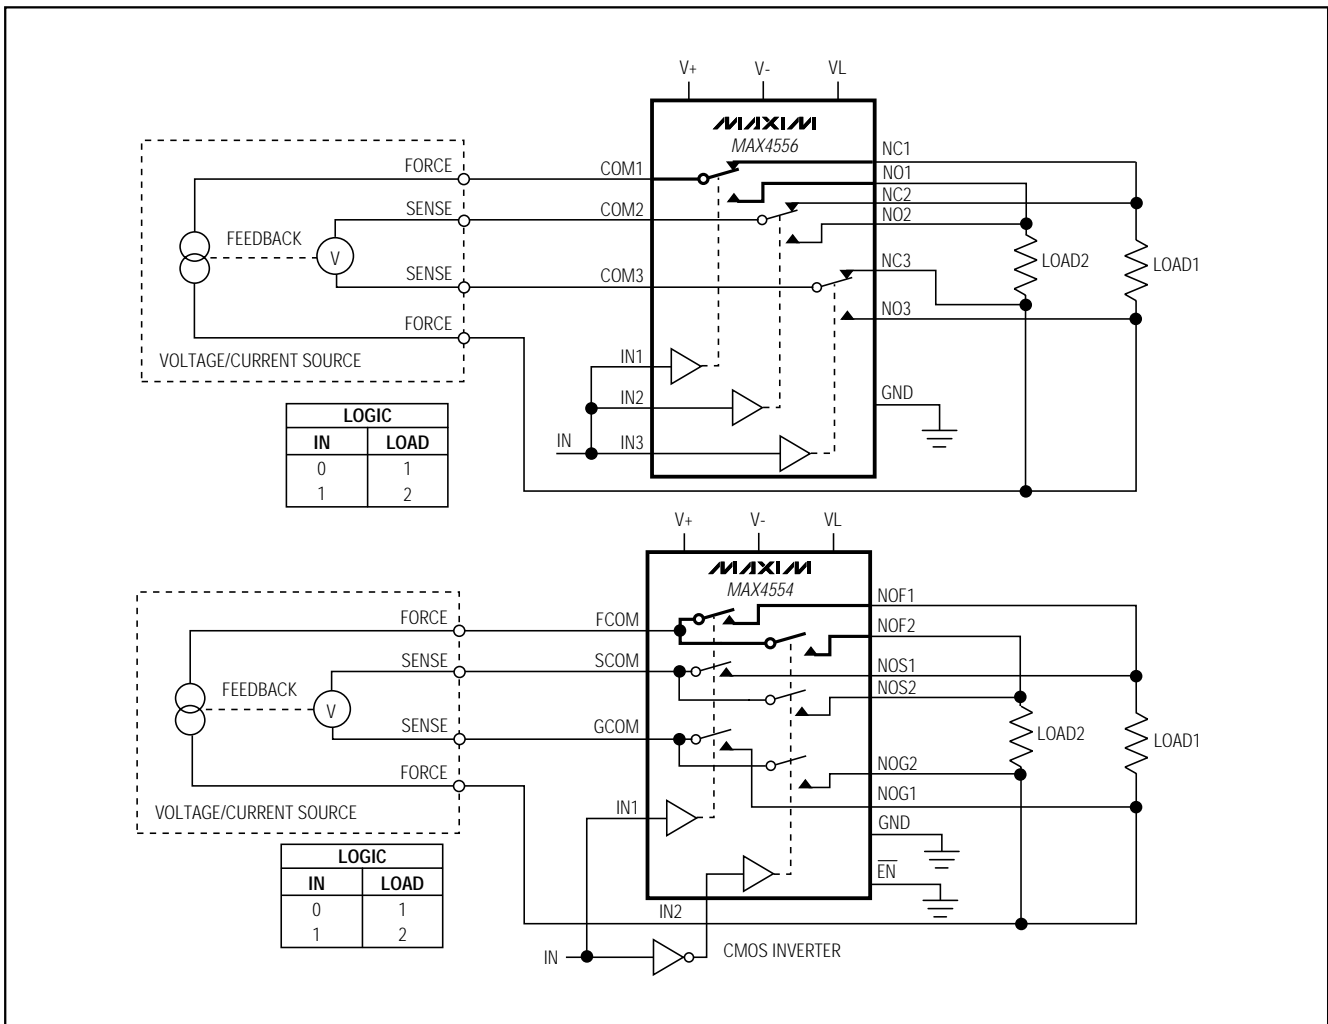 V+ V- VL
MAXIM
MAX4556
FORCE COM1 NC1
NO1
SENSE COM2 NC2
NO2
FEEDBACK V
SENSE COM3 NC3
LOAD2 LOAD1
NO3
FORCE
VOLTAGE/CURRENT SOURCE
IN1
IN2 GND
IN IN3
LOGIC
IN LOAD
0 1
1 2
V+ V- VL
MAXIM
MAX4554
FORCE FCOM NOF1
NOF2
SENSE SCOM NOS1
NOS2
FEEDBACK V
SENSE GCOM
LOAD2 LOAD1
FORCE NOG2
NOG1
VOLTAGE/CURRENT SOURCE
IN1 GND
EN
LOGIC
IN LOAD
0 1
1 2
IN2
IN CMOS INVERTER